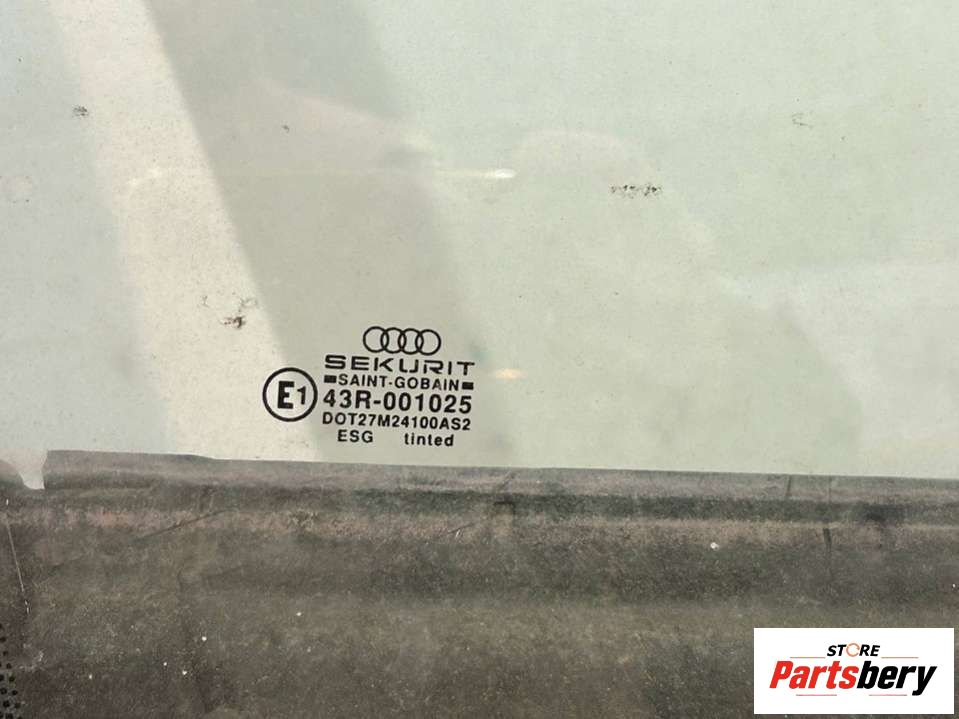 SEKURIT
SAINT-GOBAIN
E1
43R-001025
DOT27M24100AS2
ESG tinted
STORE
Partsbery